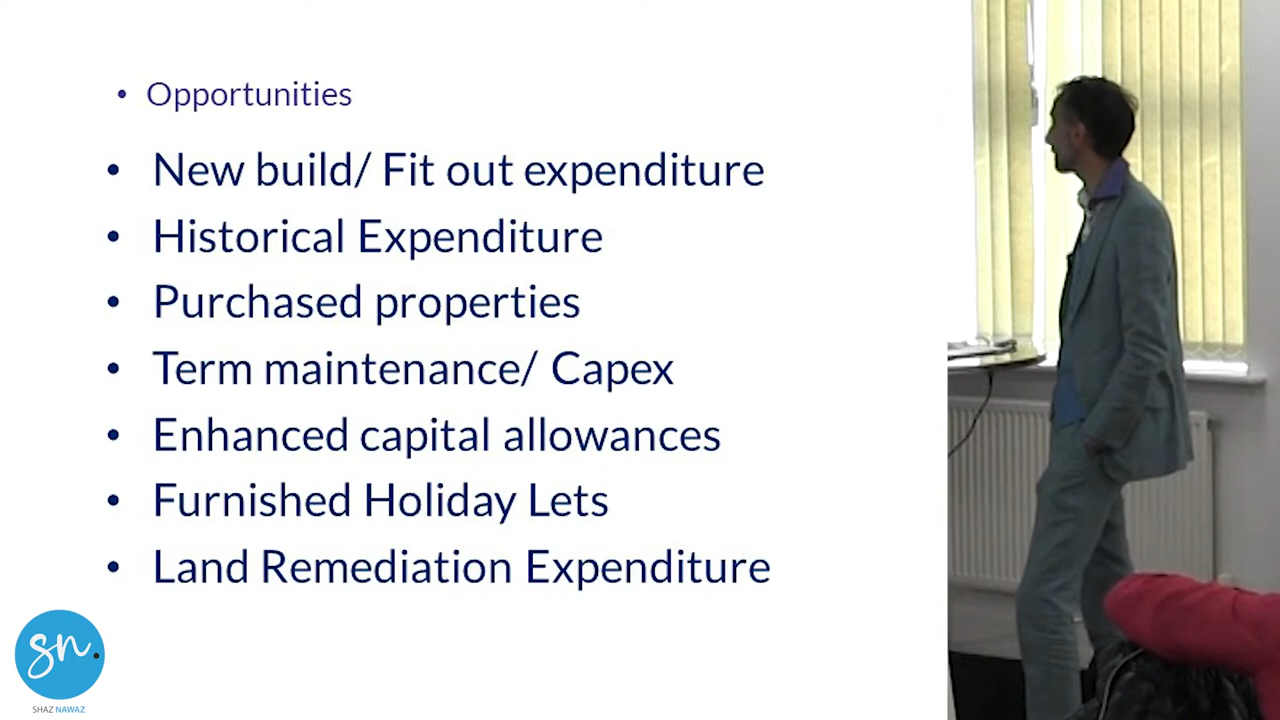 • Opportunities
• New build/ Fit out expenditure
• Historical Expenditure
• Purchased properties
• Term maintenance/ Capex
• Enhanced capital allowances
• Furnished Holiday Lets
• Land Remediation Expenditure
sn.
SHAZ NAWAZ